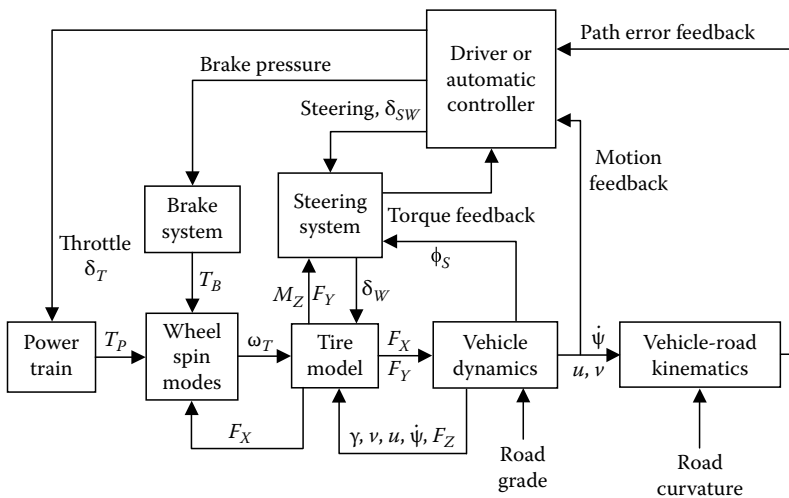 Driver or
automatic
controller
Path error feedback
Brake pressure
Steering, δSW
Motion
feedback
Brake
system
Steering
system
Torque feedback
Throttle
δT
ϕS
TB
MZ FY
δW
Power
train
TP
Wheel
spin
modes
ωT
Tire
model
FX
FY
Vehicle
dynamics
ψ̇
u, v
Vehicle-road
kinematics
FX
γ, v, u, ψ̇, FZ
Road
grade
Road
curvature